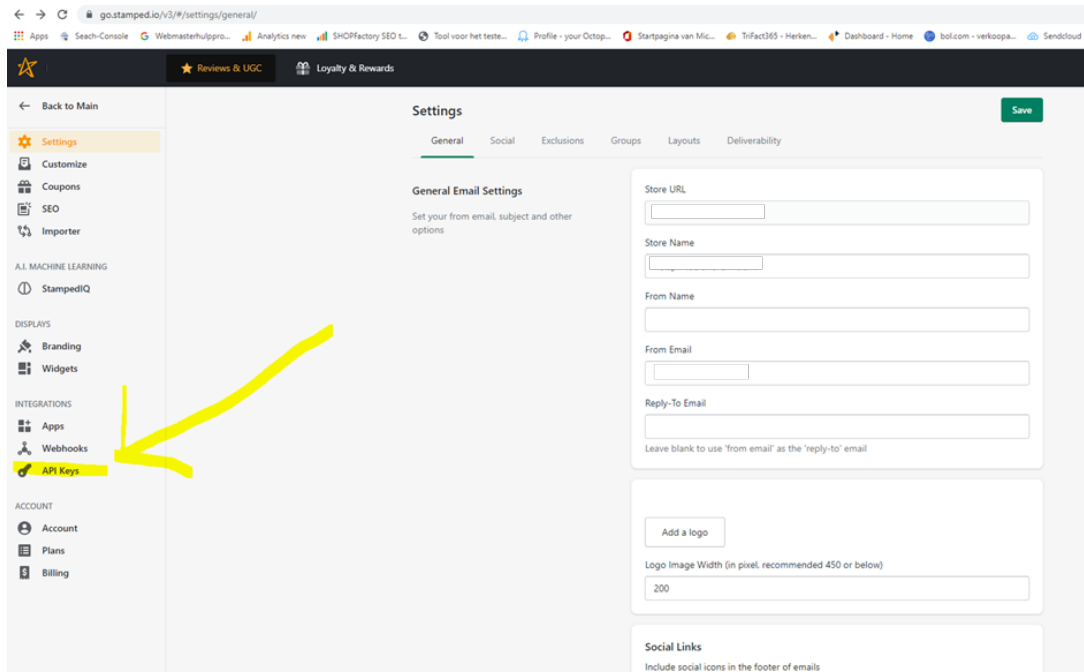 go.stamped.io/v3/#/settings/general/
Apps Seach-Console Webmasterhulppro... Analytics new SHOPFactory SEO t... Tool voor het teste... Profile - your Octop... Startpagina van Mic... TriFact365 - Herken... Dashboard - Home bol.com - verkoopa... Sendcloud
Reviews & UGC Loyalty & Rewards
Back to Main
Settings
Customize
Coupons
SEO
Importer
A.I. MACHINE LEARNING
StampedIQ
DISPLAYS
Branding
Widgets
INTEGRATIONS
Apps
Webhooks
API Keys
ACCOUNT
Account
Plans
Billing
Settings
Save
General Social Exclusions Groups Layouts Deliverability
General Email Settings
Set your from email, subject and other
options
Store URL
Store Name
From Name
From Email
Reply-To Email
Leave blank to use 'from email' as the 'reply-to' email
Add a logo
Logo Image Width (in pixel, recommended 450 or below)
200
Social Links
Include social icons in the footer of emails